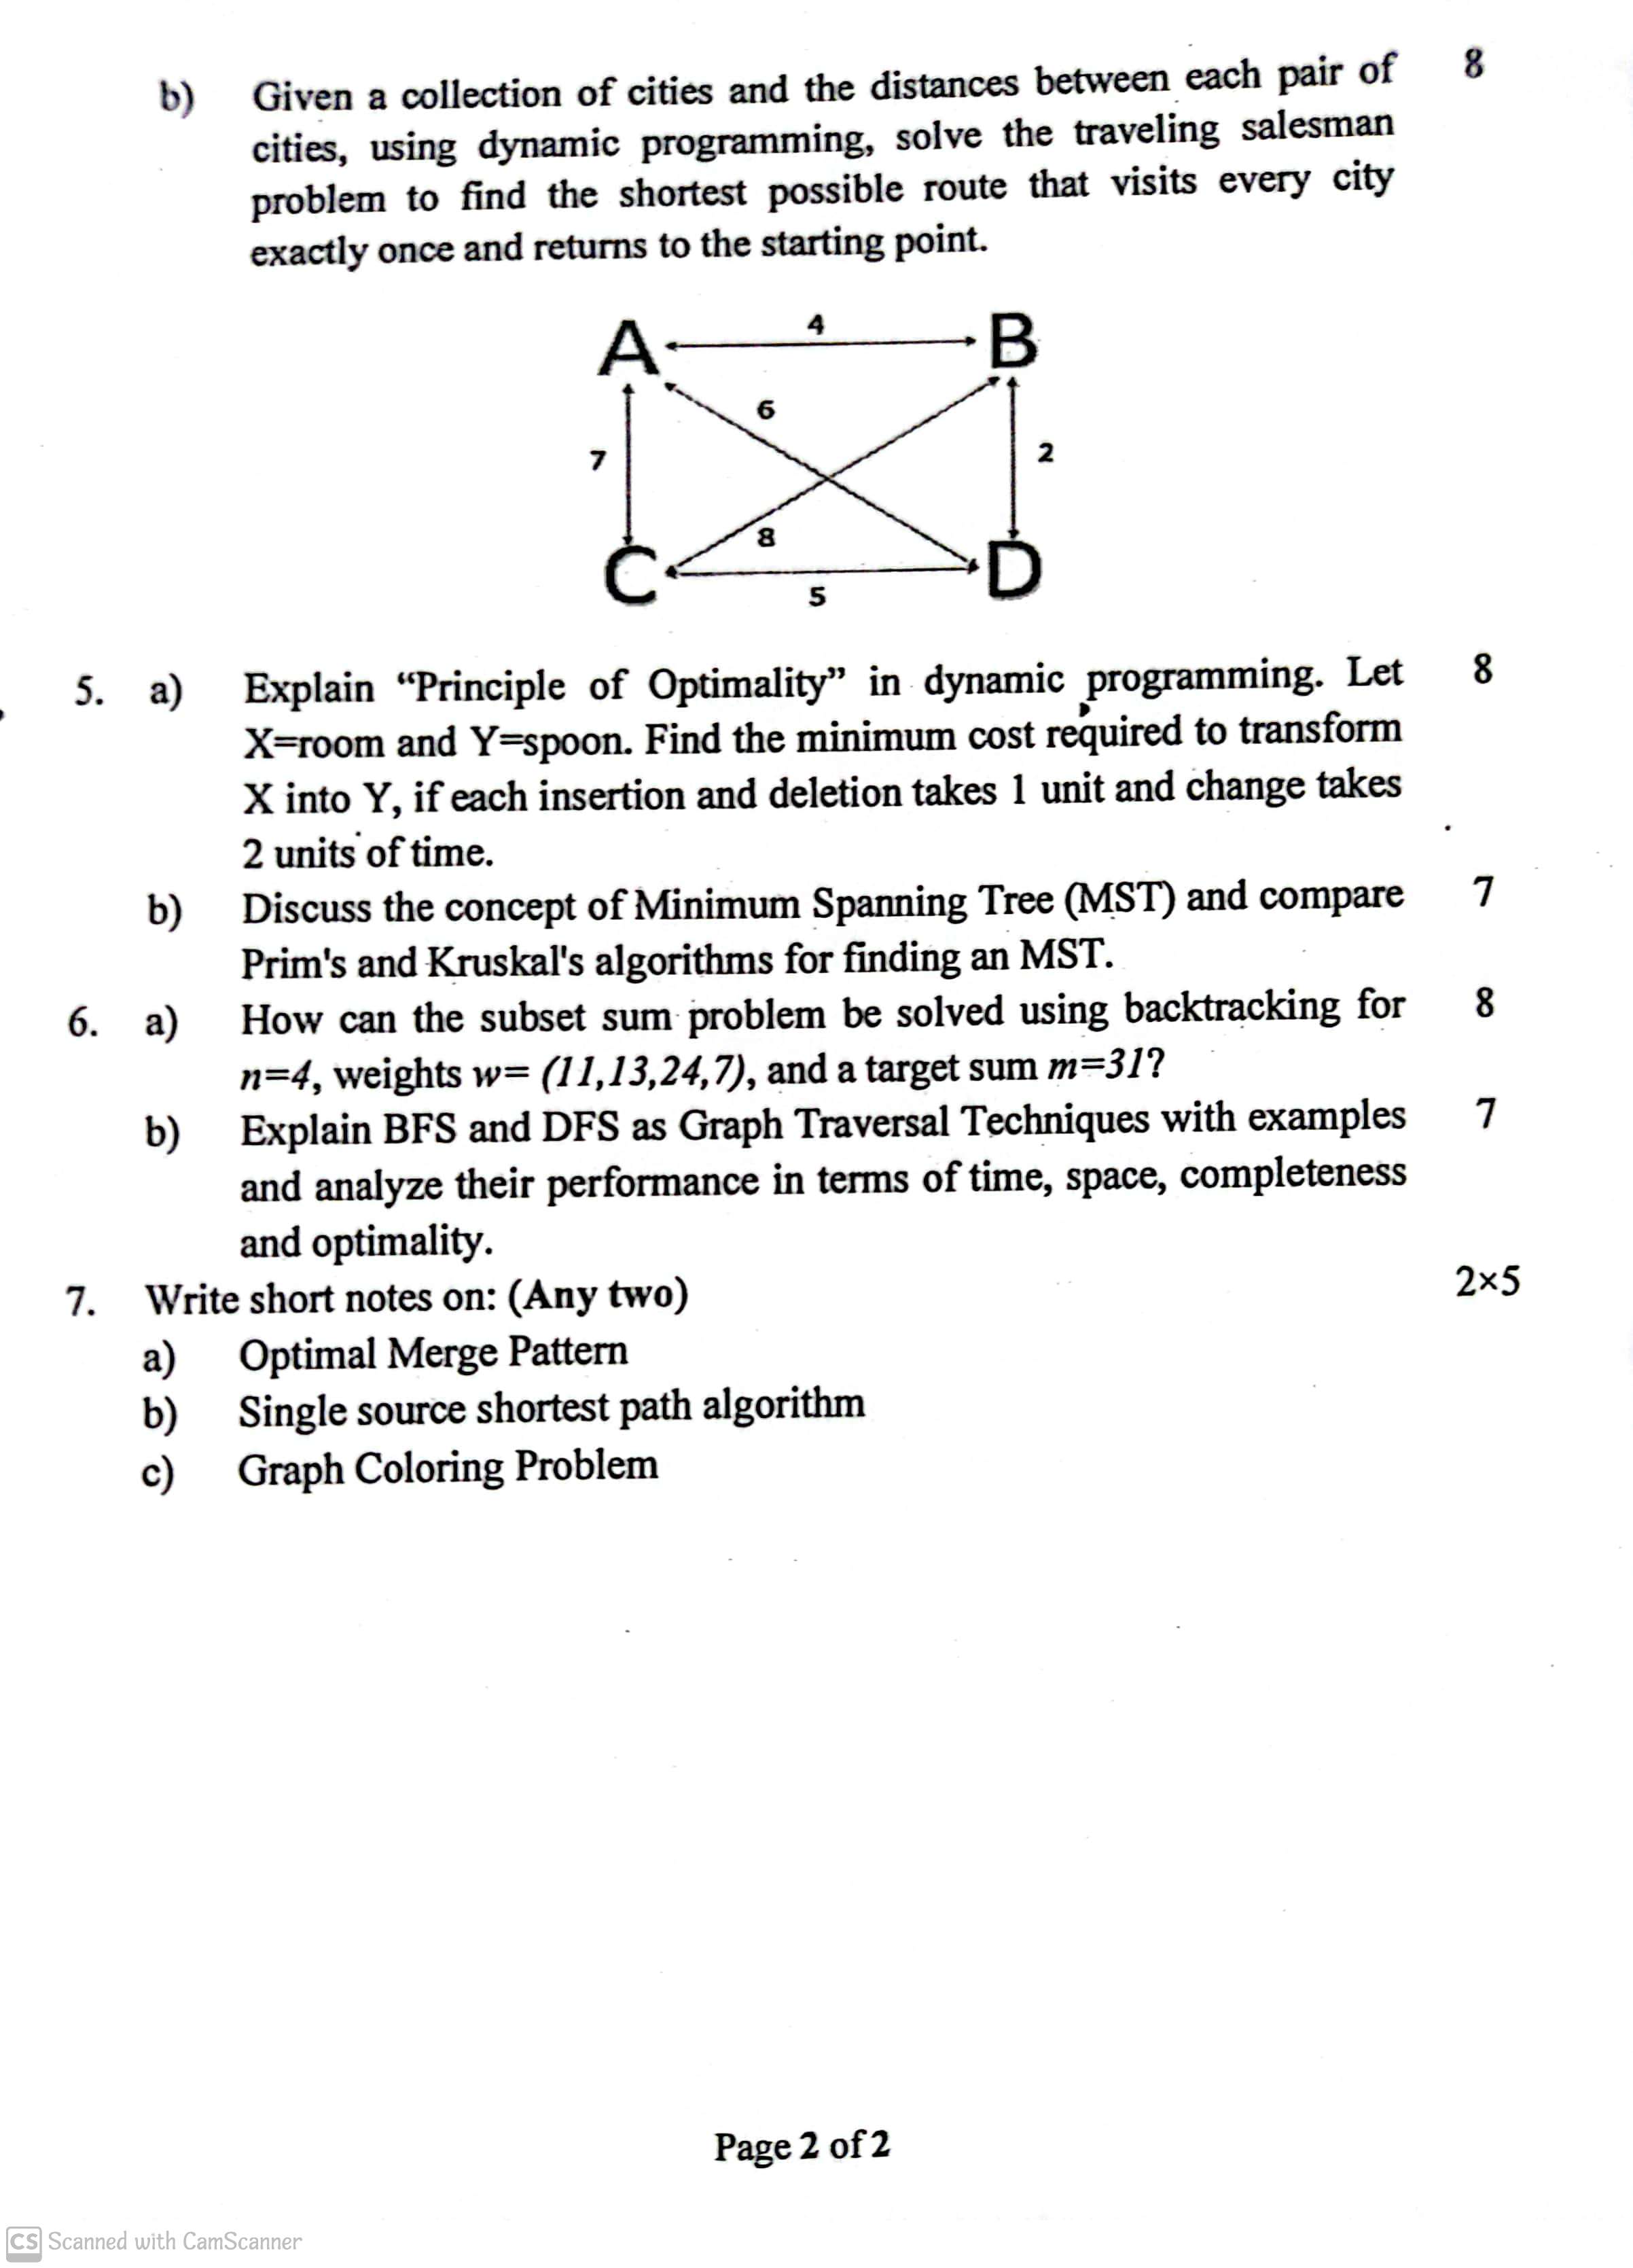 b) Given a collection of cities and the distances between each pair of 8
cities, using dynamic programming, solve the traveling salesman
problem to find the shortest possible route that visits every city
exactly once and returns to the starting point.
A 4 B
6
7 2
8
C D
5
5. a) Explain “Principle of Optimality” in dynamic programming. Let 8
X=room and Y=spoon. Find the minimum cost required to transform
X into Y, if each insertion and deletion takes 1 unit and change takes
2 units of time.
b) Discuss the concept of Minimum Spanning Tree (MST) and compare 7
Prim's and Kruskal's algorithms for finding an MST.
6. a) How can the subset sum problem be solved using backtracking for 8
n=4, weights w= (11,13,24,7), and a target sum m=31?
b) Explain BFS and DFS as Graph Traversal Techniques with examples 7
and analyze their performance in terms of time, space, completeness
and optimality.
7. Write short notes on: (Any two) 2×5
a) Optimal Merge Pattern
b) Single source shortest path algorithm
c) Graph Coloring Problem
Page 2 of 2
CS Scanned with CamScanner